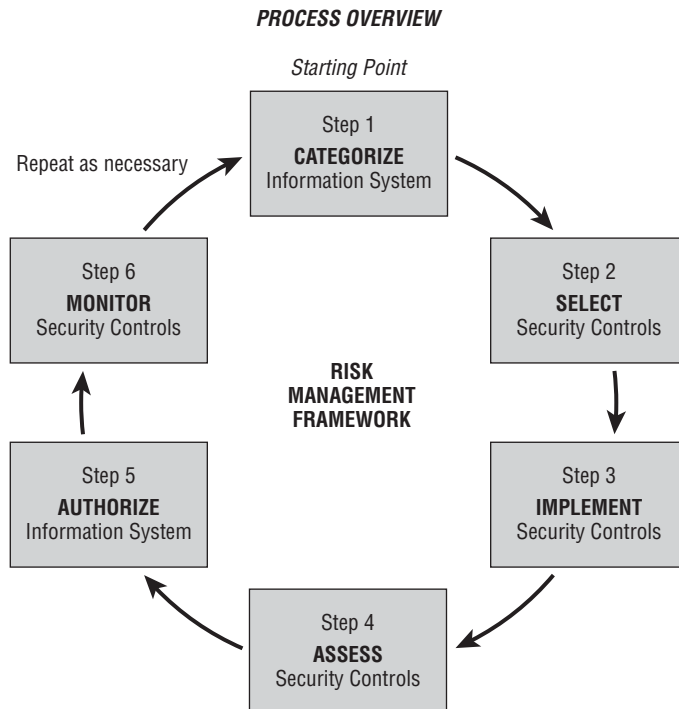 PROCESS OVERVIEW
Starting Point
Step 1
CATEGORIZE
Information System
Repeat as necessary
Step 6
MONITOR
Security Controls
Step 2
SELECT
Security Controls
RISK
MANAGEMENT
FRAMEWORK
Step 5
AUTHORIZE
Information System
Step 3
IMPLEMENT
Security Controls
Step 4
ASSESS
Security Controls